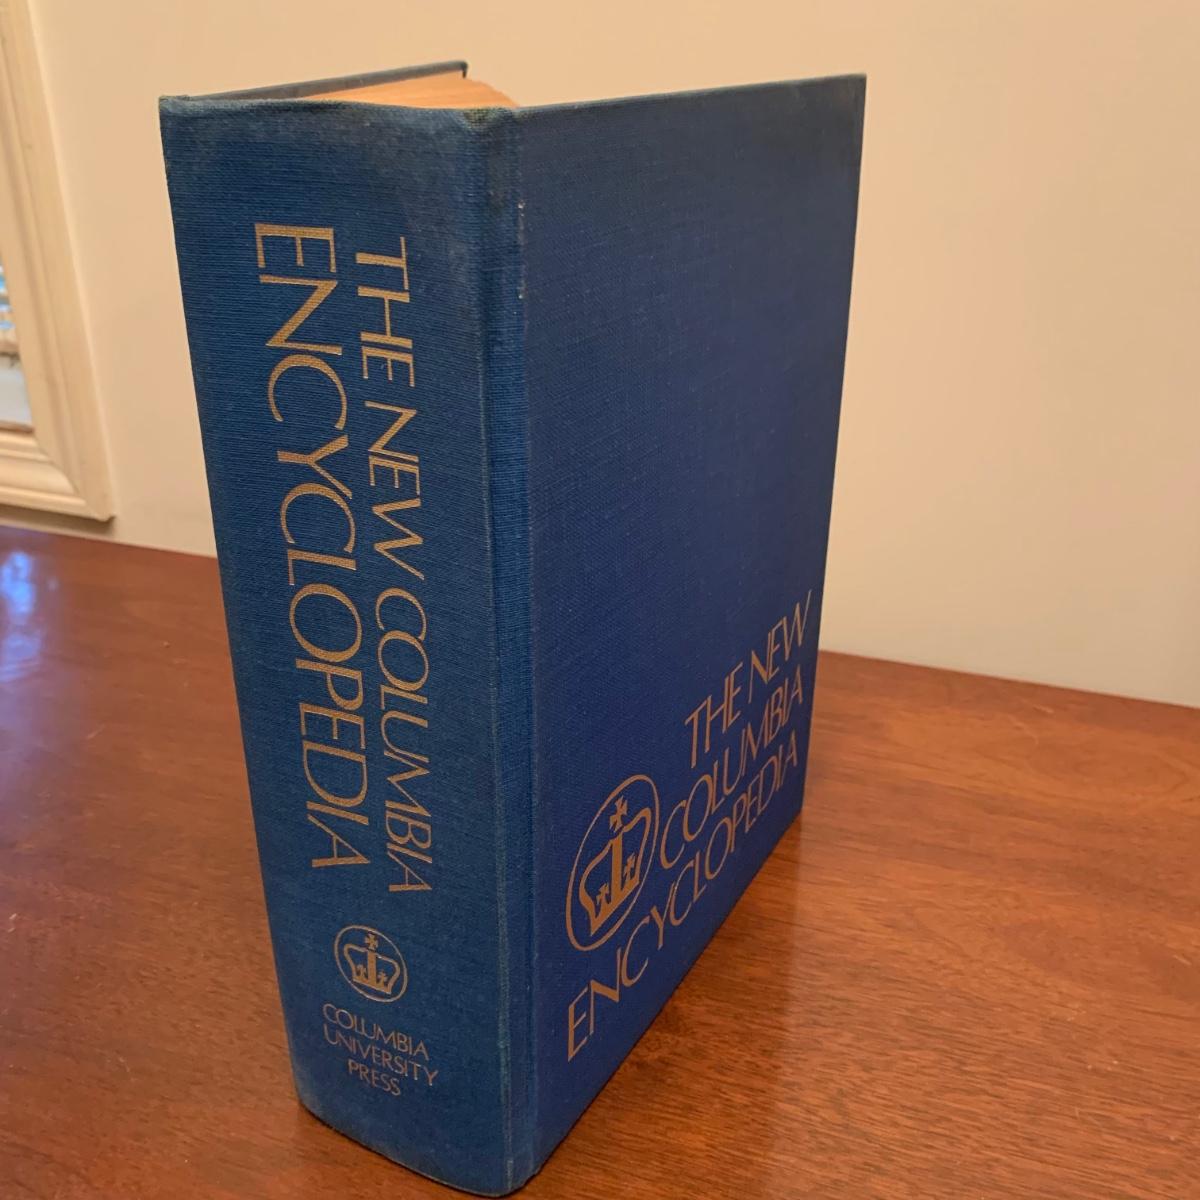 THE NEW COLUMBIA
ENCYCLOPEDIA
COLUMBIA
UNIVERSITY
PRESS
THE NEW
COLUMBIA
ENCYCLOPEDIA